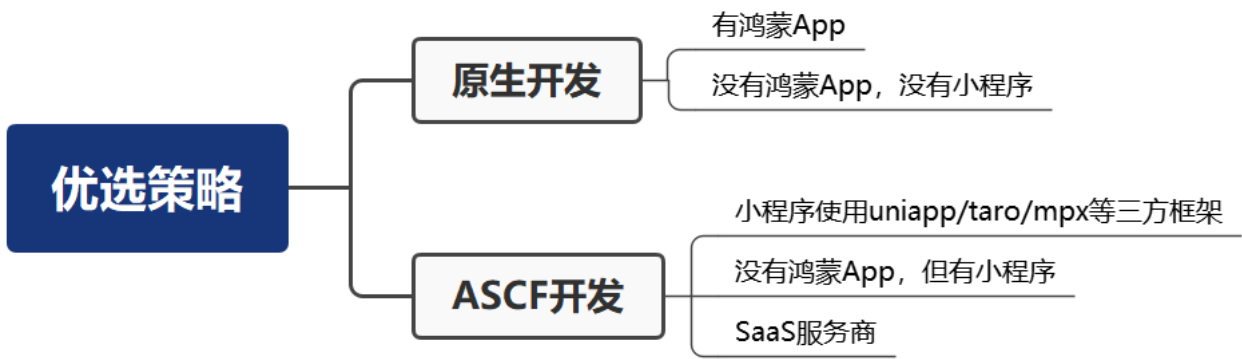 优选策略
原生开发
有鸿蒙App
没有鸿蒙App，没有小程序
ASCF开发
小程序使用uniapp/taro/mpx等三方框架
没有鸿蒙App，但有小程序
SaaS服务商